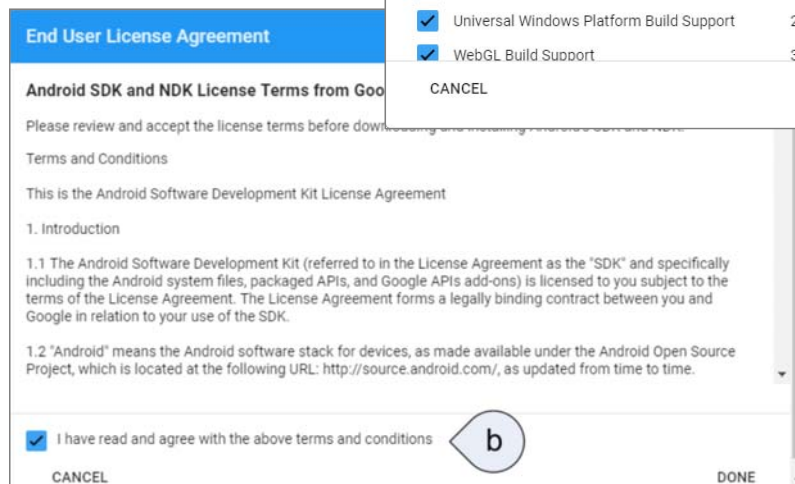 Universal Windows Platform Build Support
WebGL Build Support
CANCEL
End User License Agreement
Android SDK and NDK License Terms from Goo
Please review and accept the license terms before downloading and installing Android's SDK and NDK.
Terms and Conditions
This is the Android Software Development Kit License Agreement
1. Introduction
1.1 The Android Software Development Kit (referred to in the License Agreement as the "SDK" and specifically
including the Android system files, packaged APIs, and Google APIs add-ons) is licensed to you subject to the
terms of the License Agreement. The License Agreement forms a legally binding contract between you and
Google in relation to your use of the SDK.
1.2 "Android" means the Android software stack for devices, as made available under the Android Open Source
Project, which is located at the following URL: http://source.android.com/, as updated from time to time.
I have read and agree with the above terms and conditions
b
CANCEL
DONE